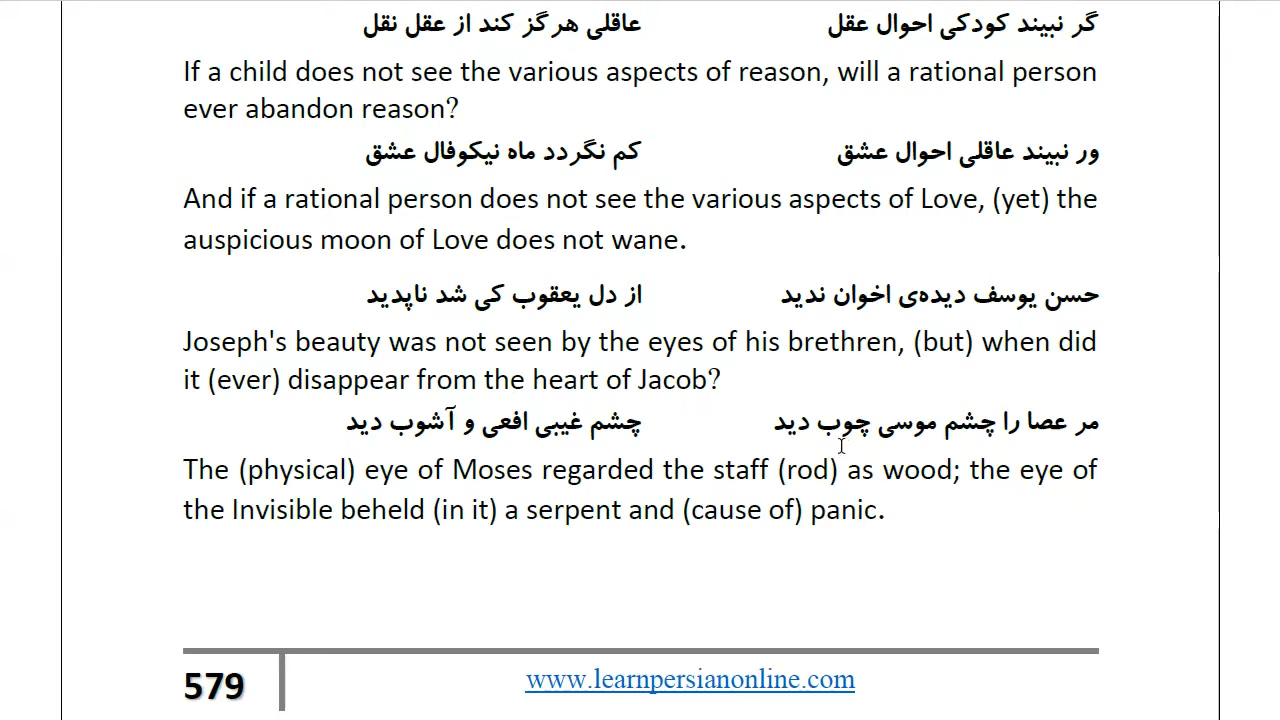 گر نبیند کودکی احوال عقل عاقلی هرگز کند از عقل نقل
If a child does not see the various aspects of reason, will a rational person
ever abandon reason?
ور نبیند عاقلی احوال عشق کم نگردد ماه نیکوفال عشق
And if a rational person does not see the various aspects of Love, (yet) the
auspicious moon of Love does not wane.
حسن یوسف دیده‌ی اخوان ندید از دل یعقوب کی شد ناپدید
Joseph's beauty was not seen by the eyes of his brethren, (but) when did
it (ever) disappear from the heart of Jacob?
مر عصا را چشم موسی چوب دید چشم غیبی افعی و آشوب دید
The (physical) eye of Moses regarded the staff (rod) as wood; the eye of
the Invisible beheld (in it) a serpent and (cause of) panic.
579 www.learnpersianonline.com